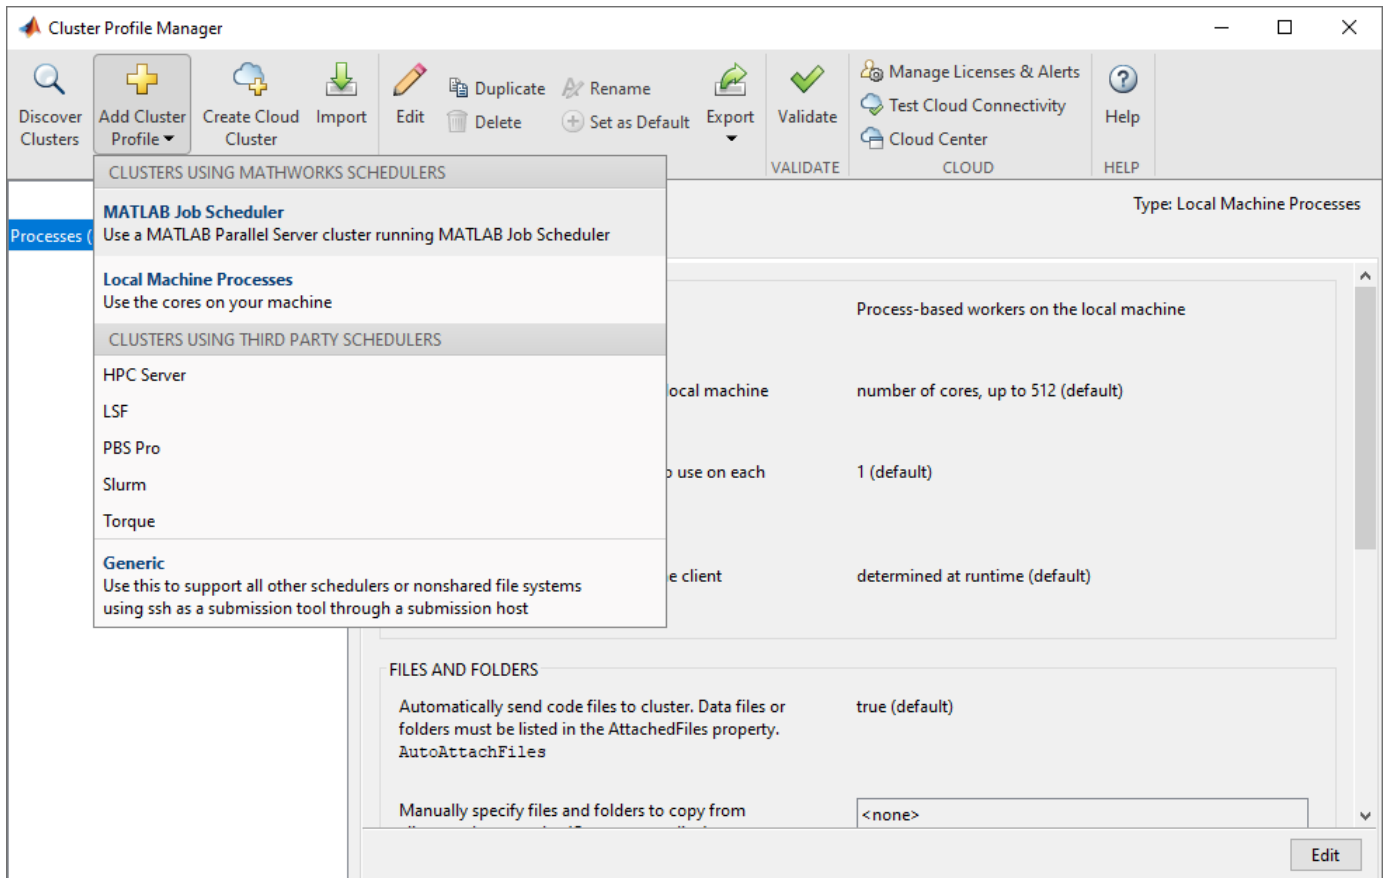 Cluster Profile Manager
Discover
Clusters
Add Cluster
Profile
Create Cloud
Cluster
Import
Edit
Duplicate
Delete
Rename
Set as Default
Export
Validate
VALIDATE
Manage Licenses & Alerts
Test Cloud Connectivity
Cloud Center
CLOUD
Help
HELP
CLUSTERS USING MATHWORKS SCHEDULERS
MATLAB Job Scheduler
Use a MATLAB Parallel Server cluster running MATLAB Job Scheduler
Local Machine Processes
Use the cores on your machine
CLUSTERS USING THIRD PARTY SCHEDULERS
HPC Server
LSF
PBS Pro
Slurm
Torque
Generic
Use this to support all other schedulers or nonshared file systems
using ssh as a submission tool through a submission host
Processes (
Type: Local Machine Processes
Process-based workers on the local machine
local machine
number of cores, up to 512 (default)
use on each
1 (default)
client
determined at runtime (default)
FILES AND FOLDERS
Automatically send code files to cluster. Data files or
folders must be listed in the AttachedFiles property.
AutoAttachFiles
true (default)
Manually specify files and folders to copy from
<none>
Edit